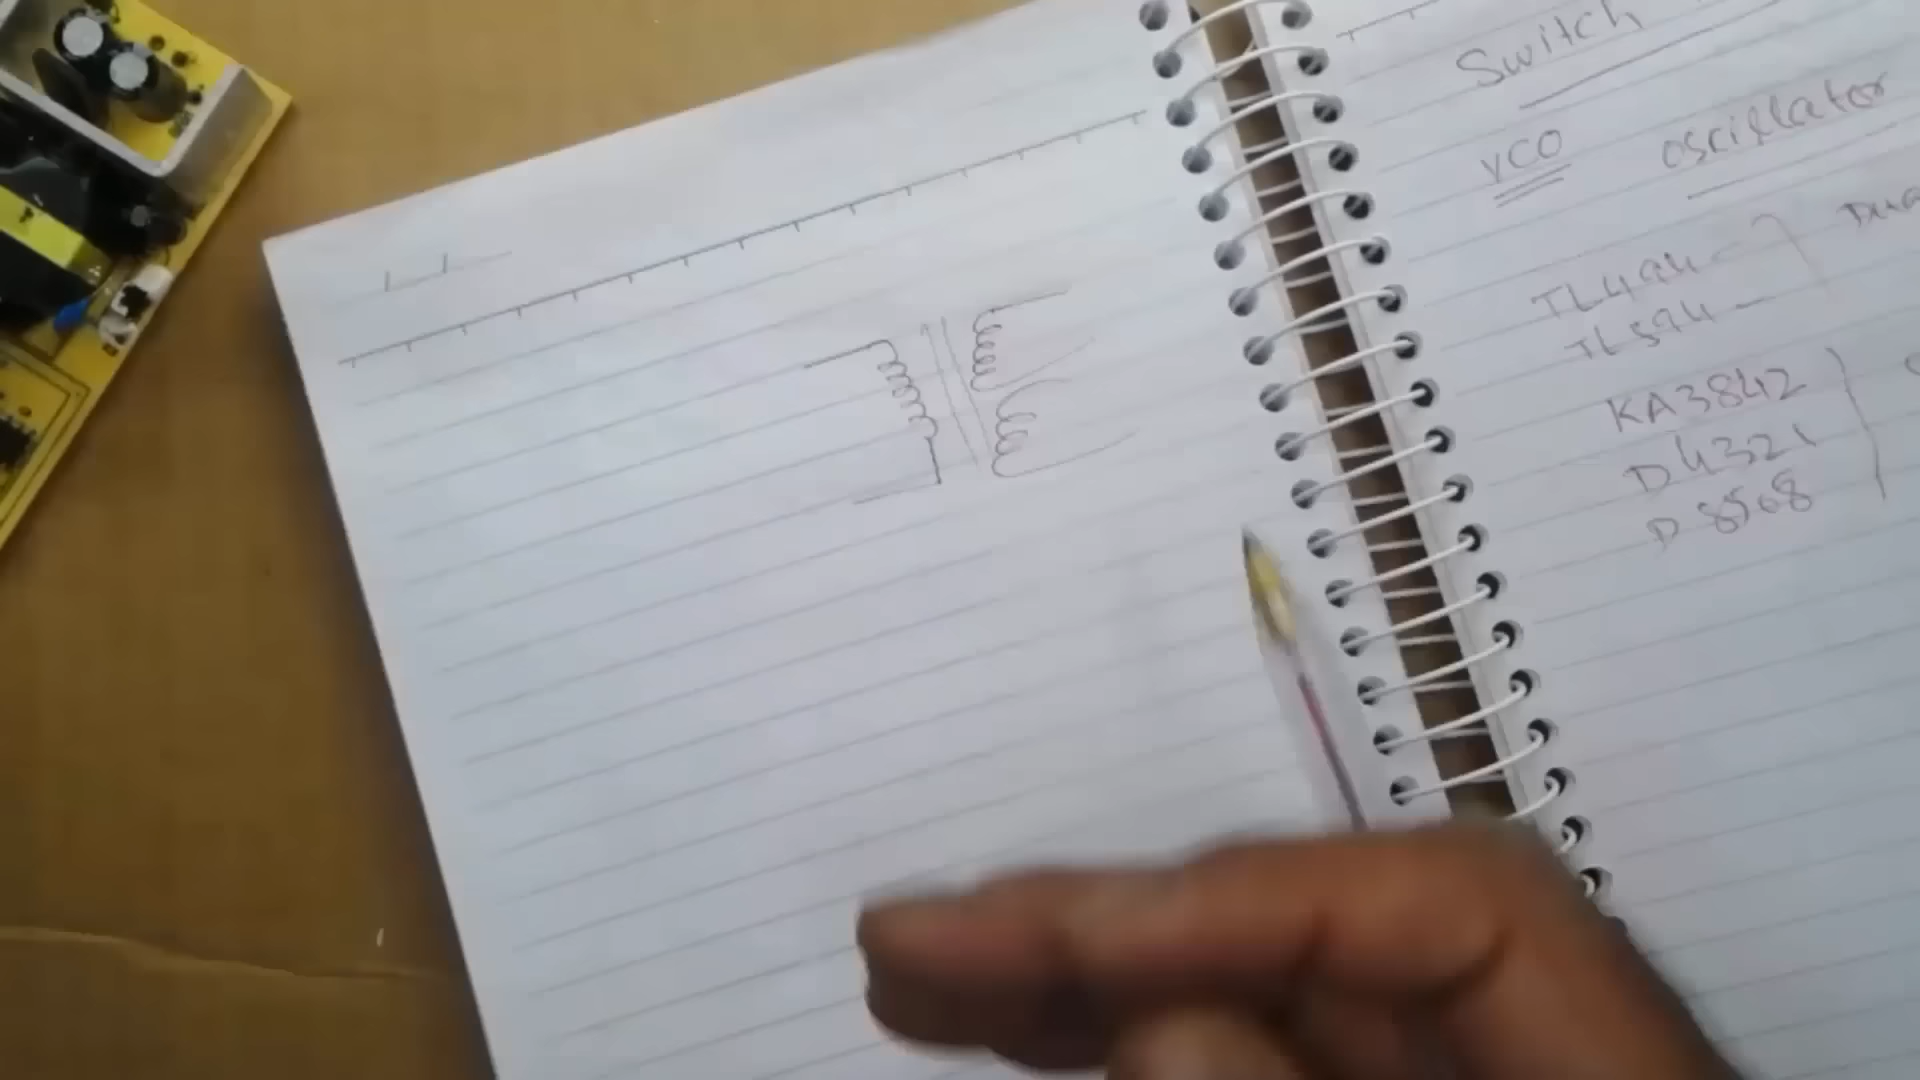 Switch
VCO oscillator
TL494
TL594
KA3842
D4321
D8568